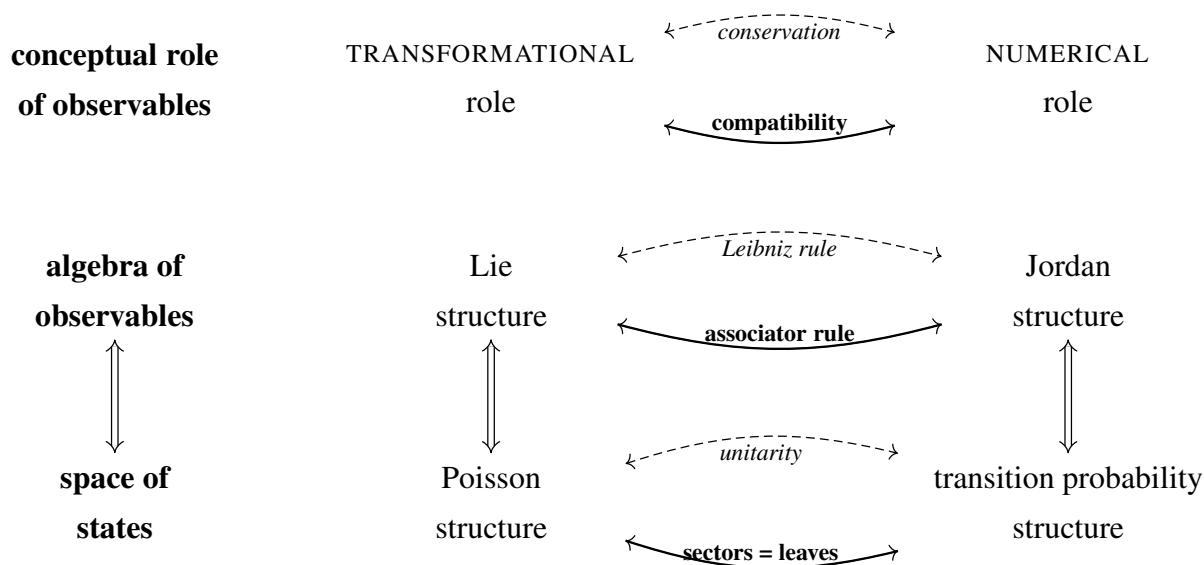 conservation
conceptual role TRANSFORMATIONAL NUMERICAL
of observables role role
compatibility
Leibniz rule
algebra of Lie Jordan
observables structure structure
associator rule
unitarity
space of Poisson transition probability
states structure structure
sectors = leaves